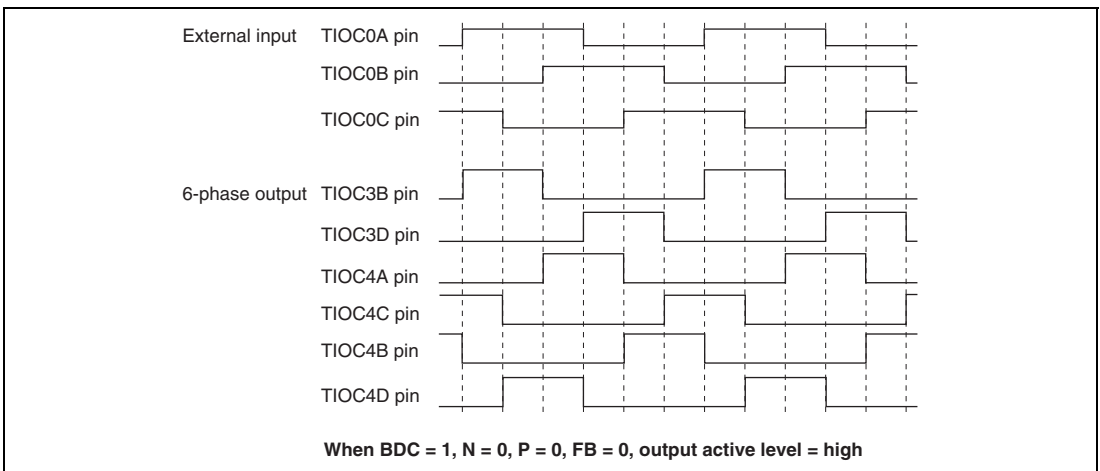 External input TIOC0A pin
TIOC0B pin
TIOC0C pin
6-phase output TIOC3B pin
TIOC3D pin
TIOC4A pin
TIOC4C pin
TIOC4B pin
TIOC4D pin
When BDC = 1, N = 0, P = 0, FB = 0, output active level = high